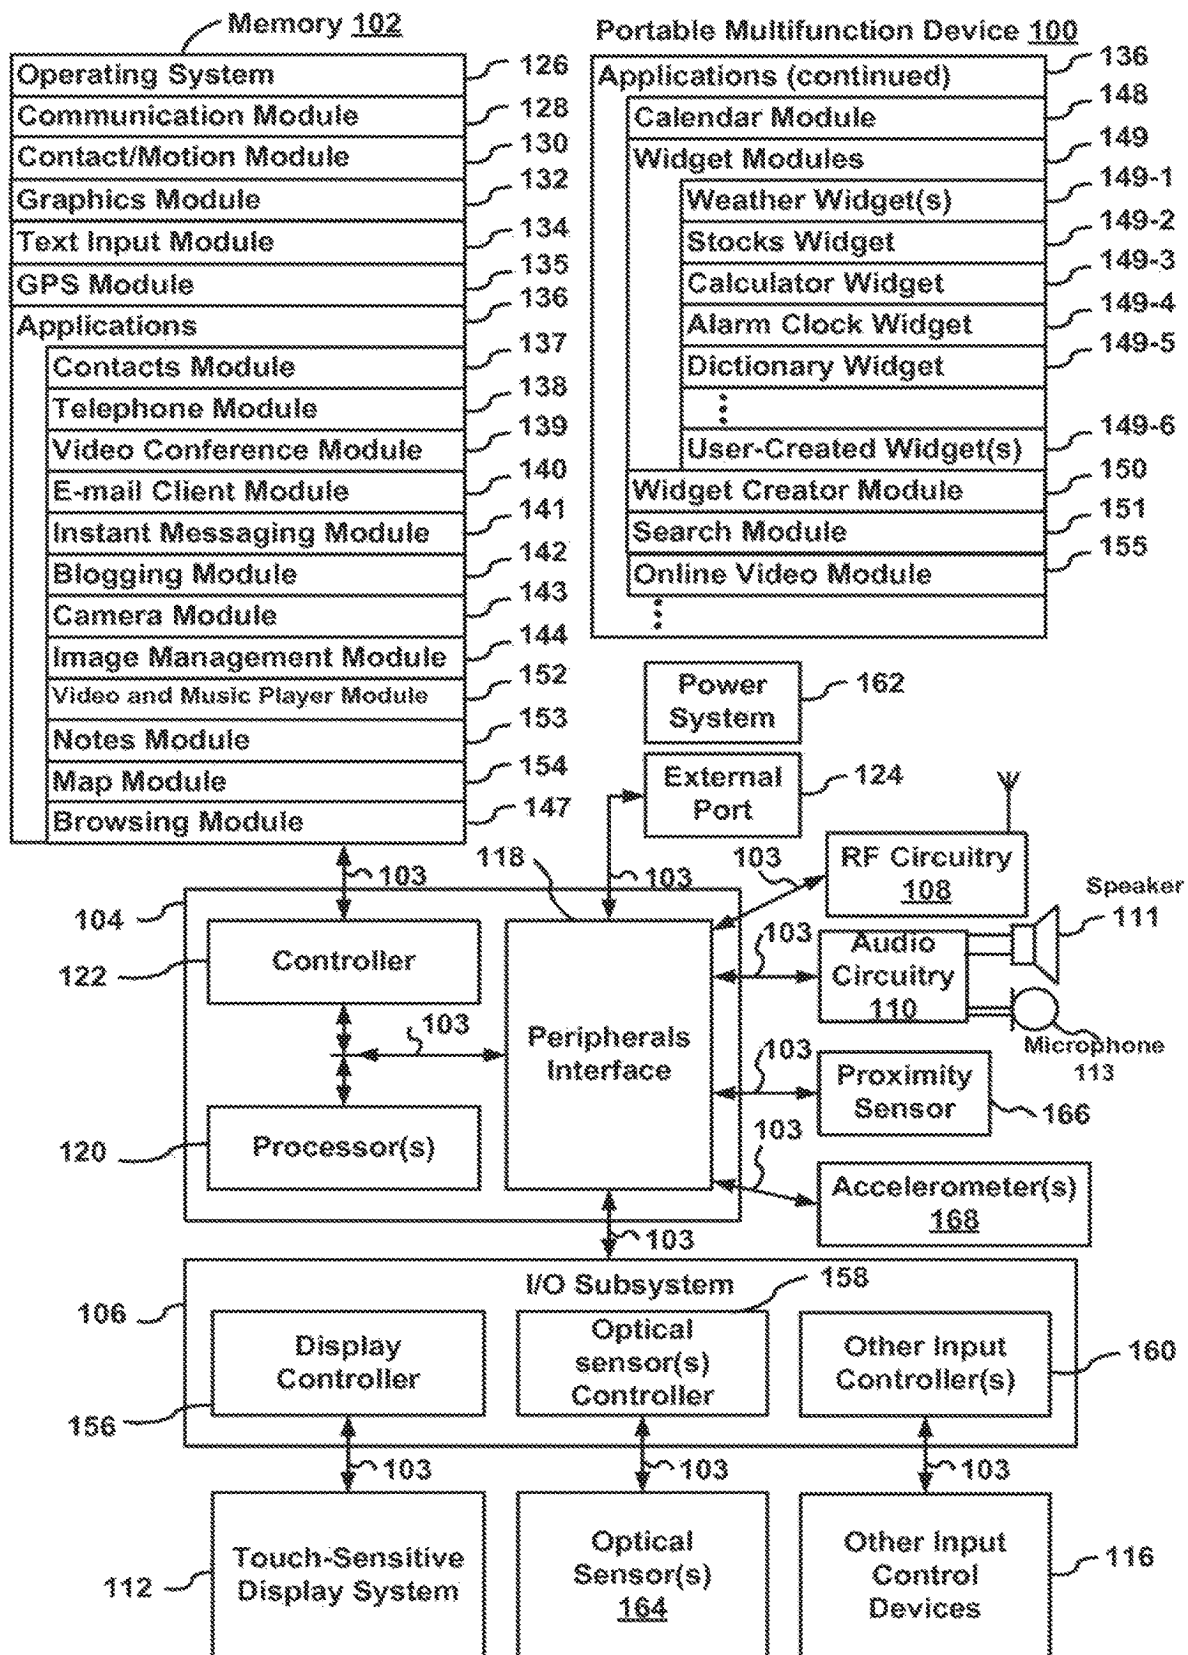 Memory 102
Operating System 126
Communication Module 128
Contact/Motion Module 130
Graphics Module 132
Text Input Module 134
GPS Module 135
Applications 136
Contacts Module 137
Telephone Module 138
Video Conference Module 139
E-mail Client Module 140
Instant Messaging Module 141
Blogging Module 142
Camera Module 143
Image Management Module 144
Video and Music Player Module 152
Notes Module 153
Map Module 154
Browsing Module 147
Portable Multifunction Device 100
Applications (continued) 136
Calendar Module 148
Widget Modules 149
Weather Widget(s) 149-1
Stocks Widget 149-2
Calculator Widget 149-3
Alarm Clock Widget 149-4
Dictionary Widget 149-5
User-Created Widget(s) 149-6
Widget Creator Module 150
Search Module 151
Online Video Module 155
Power
System
162
External
Port
124
103
118
103
103
RF Circuitry
108
Speaker
111
104
122
Controller
103
Audio
Circuitry
110
103
Peripherals
Interface
Microphone
113
103
Proximity
Sensor
166
120
Processor(s)
103
Accelerometer(s)
168
103
I/O Subsystem
158
106
Display
Controller
156
Optical
sensor(s)
Controller
Other Input
Controller(s)
160
103
103
103
112
Touch-Sensitive
Display System
Optical
Sensor(s)
164
Other Input
Control
Devices
116